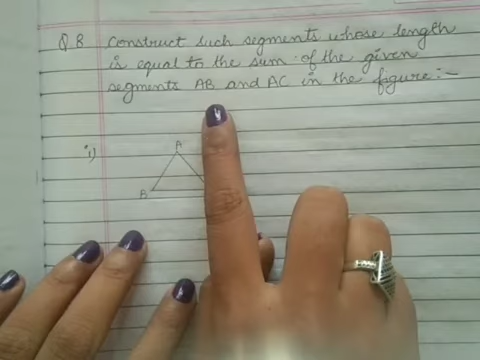 Q 8 Construct such segments whose length
is equal to the sum of the given
segments AB and AC in the figure :-
i)
A
B